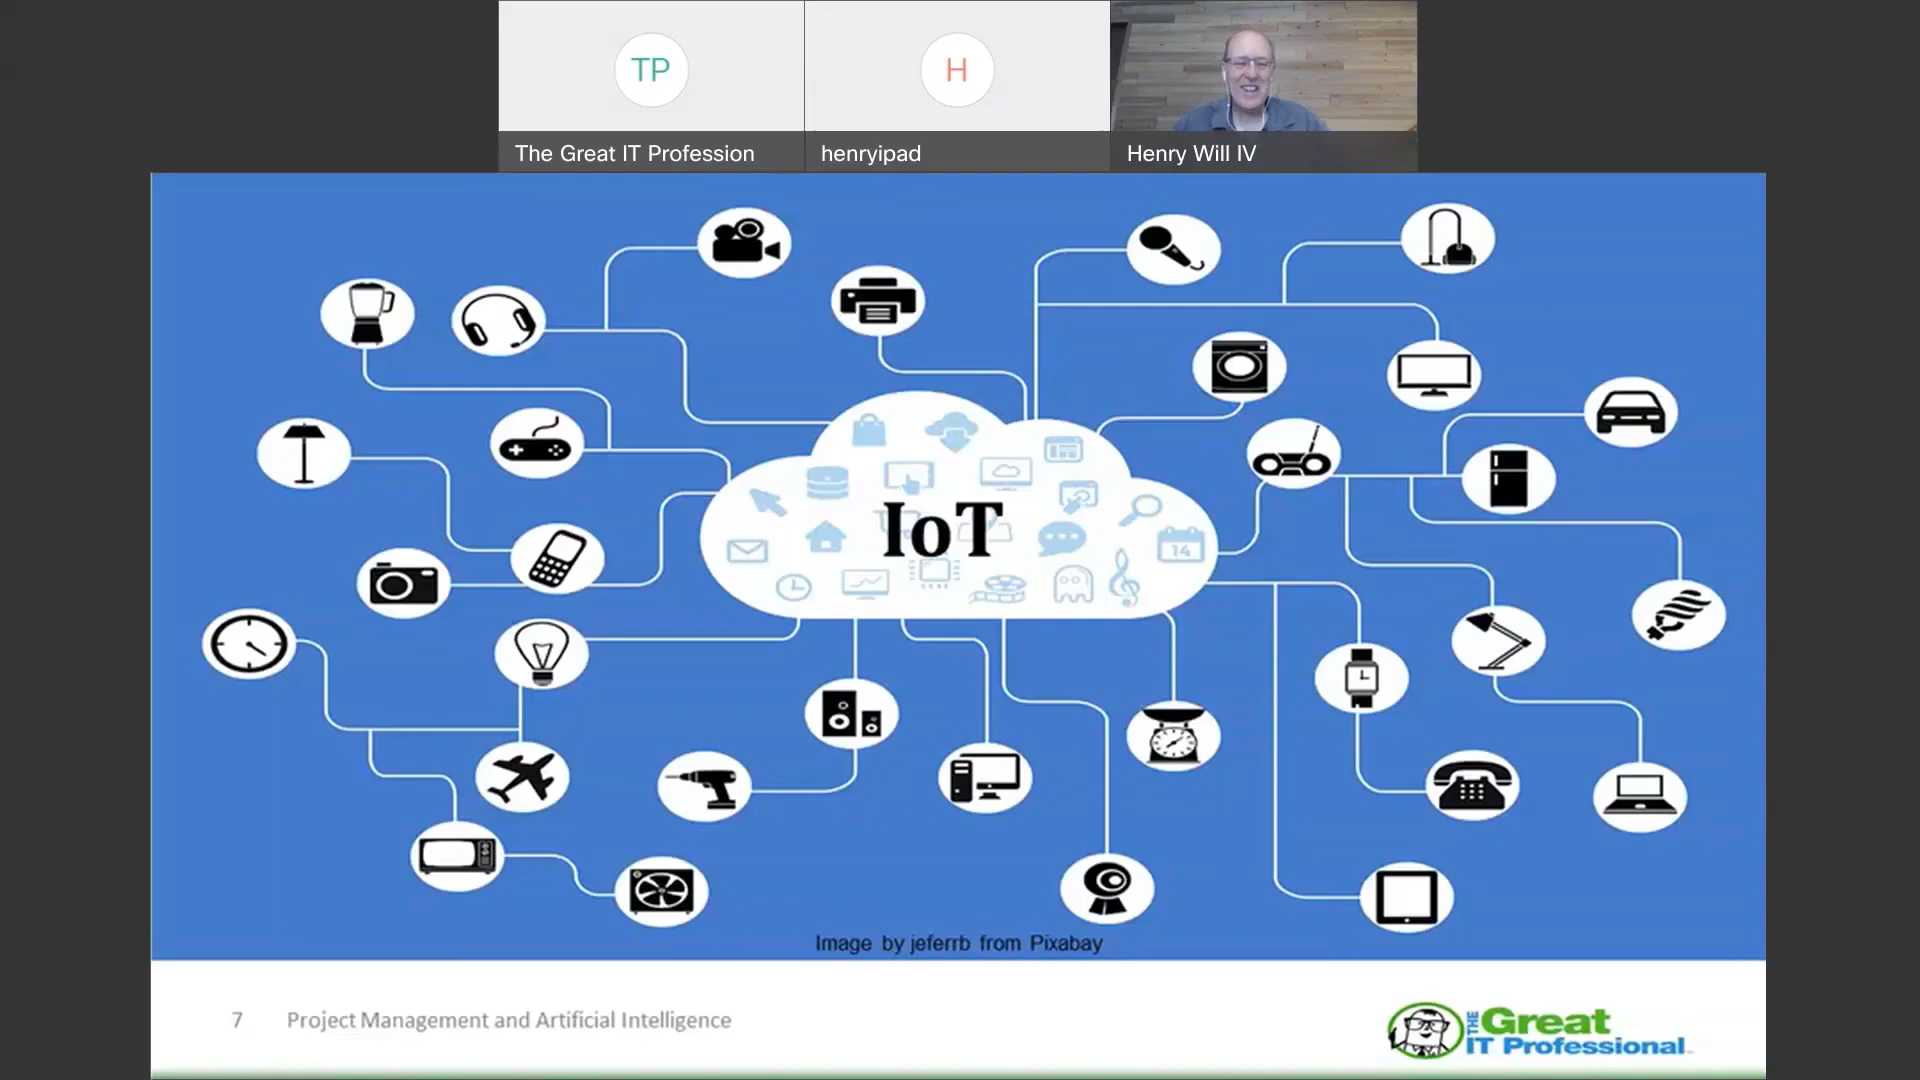 TP
H
The Great IT Profession
henryipad
Henry Will IV
IoT
14
Image by jeferrb from Pixabay
7
Project Management and Artificial Intelligence
THE Great
IT Professional